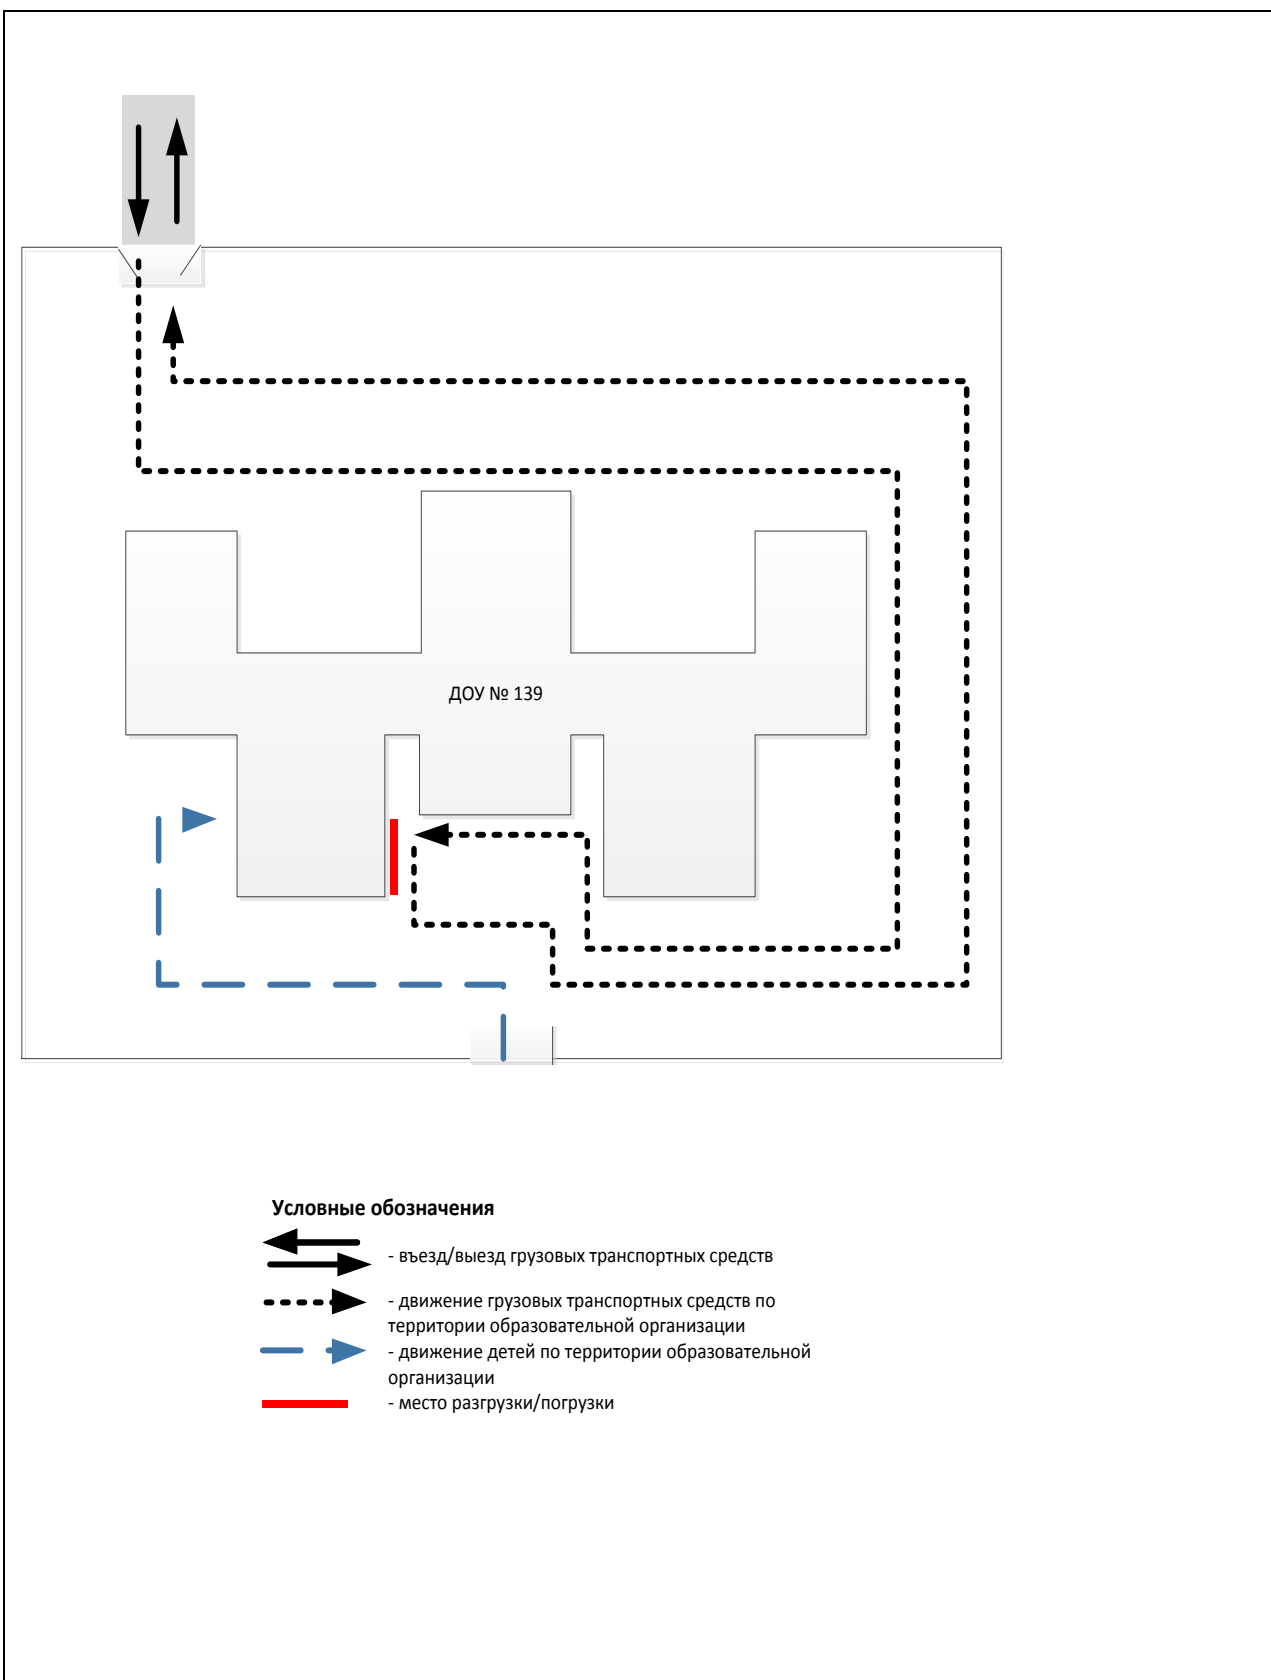 ДОУ № 139
Условные обозначения
- въезд/выезд грузовых транспортных средств
- движение грузовых транспортных средств по
территории образовательной организации
- движение детей по территории образовательной
организации
- место разгрузки/погрузки